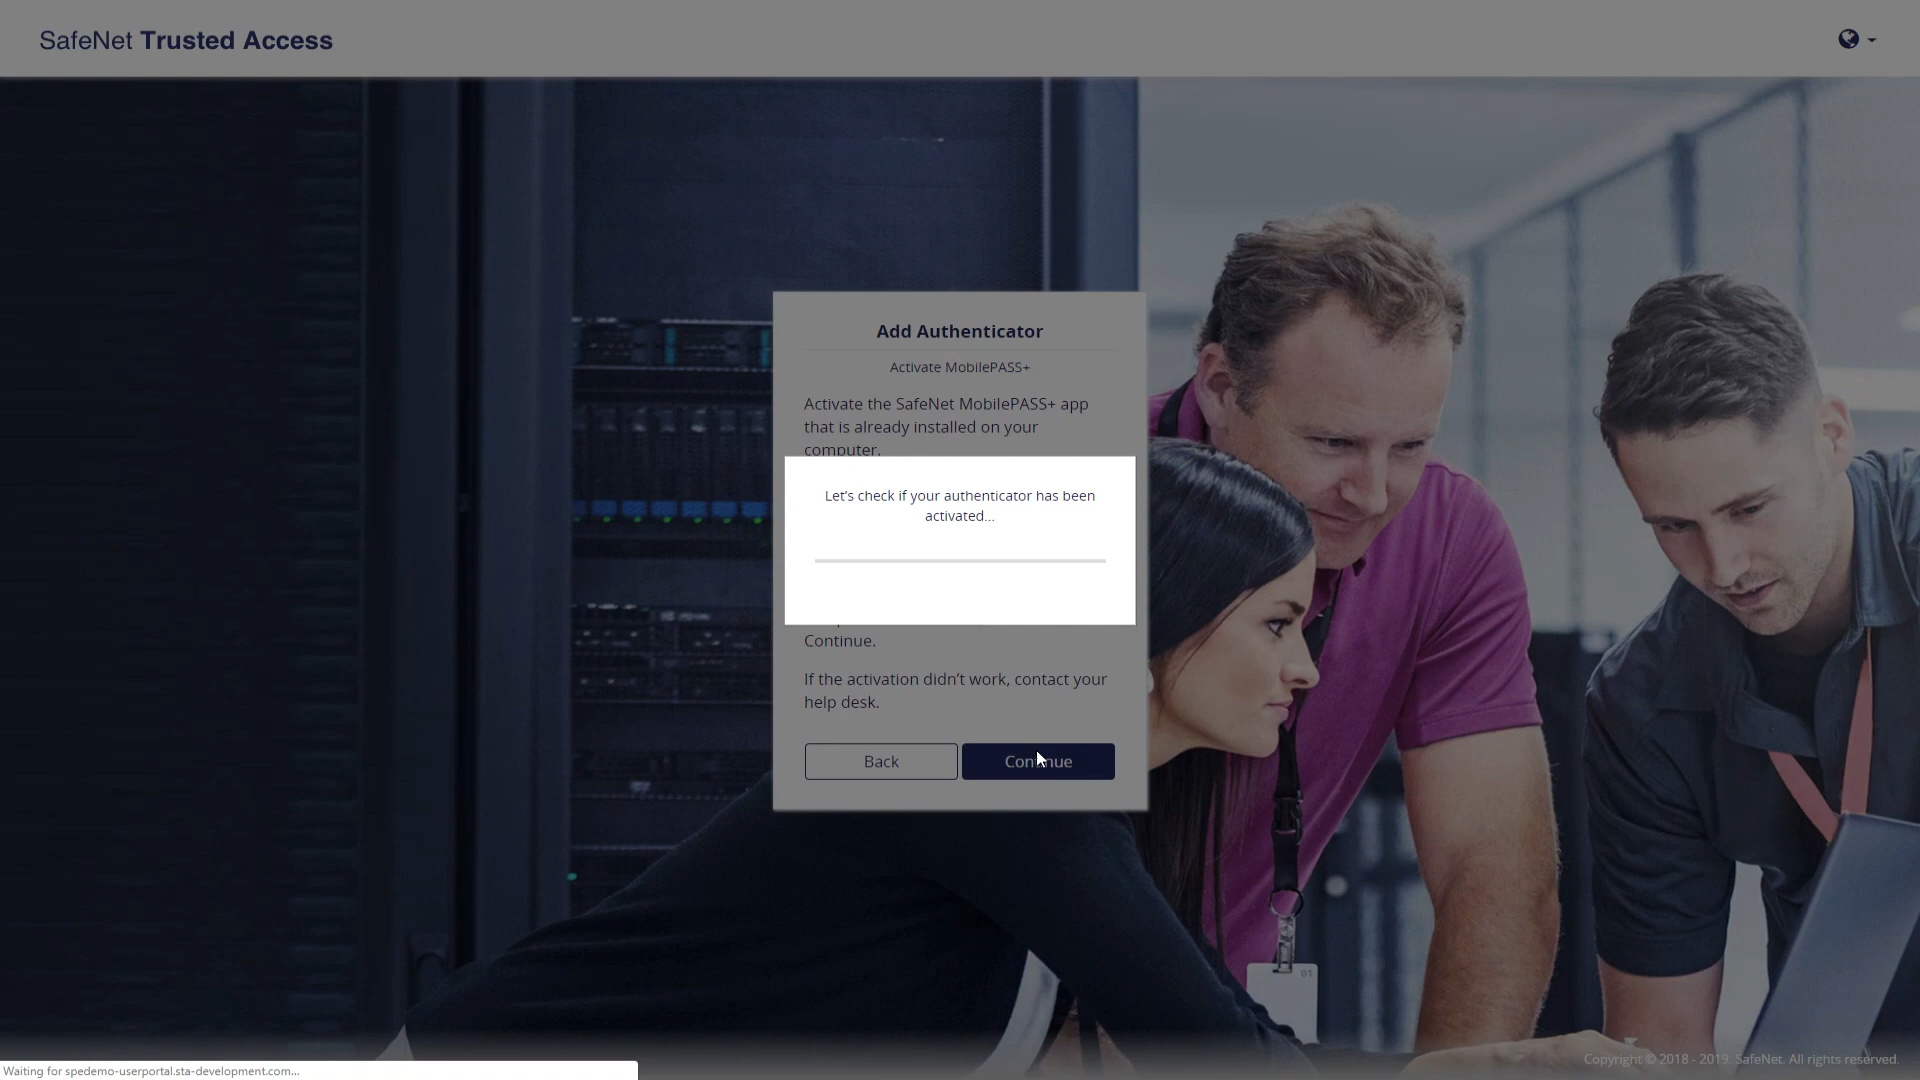 SafeNet Trusted Access
Add Authenticator
Activate MobilePASS+
Activate the SafeNet MobilePASS+ app
that is already installed on your
computer.
Let's check if your authenticator has been
activated...
Continue.
If the activation didn't work, contact your
help desk.
Back
Continue
01
Copyright © 2018 - 2019. SafeNet. All rights reserved.
Waiting for spedemo-userportal.sta-development.com...